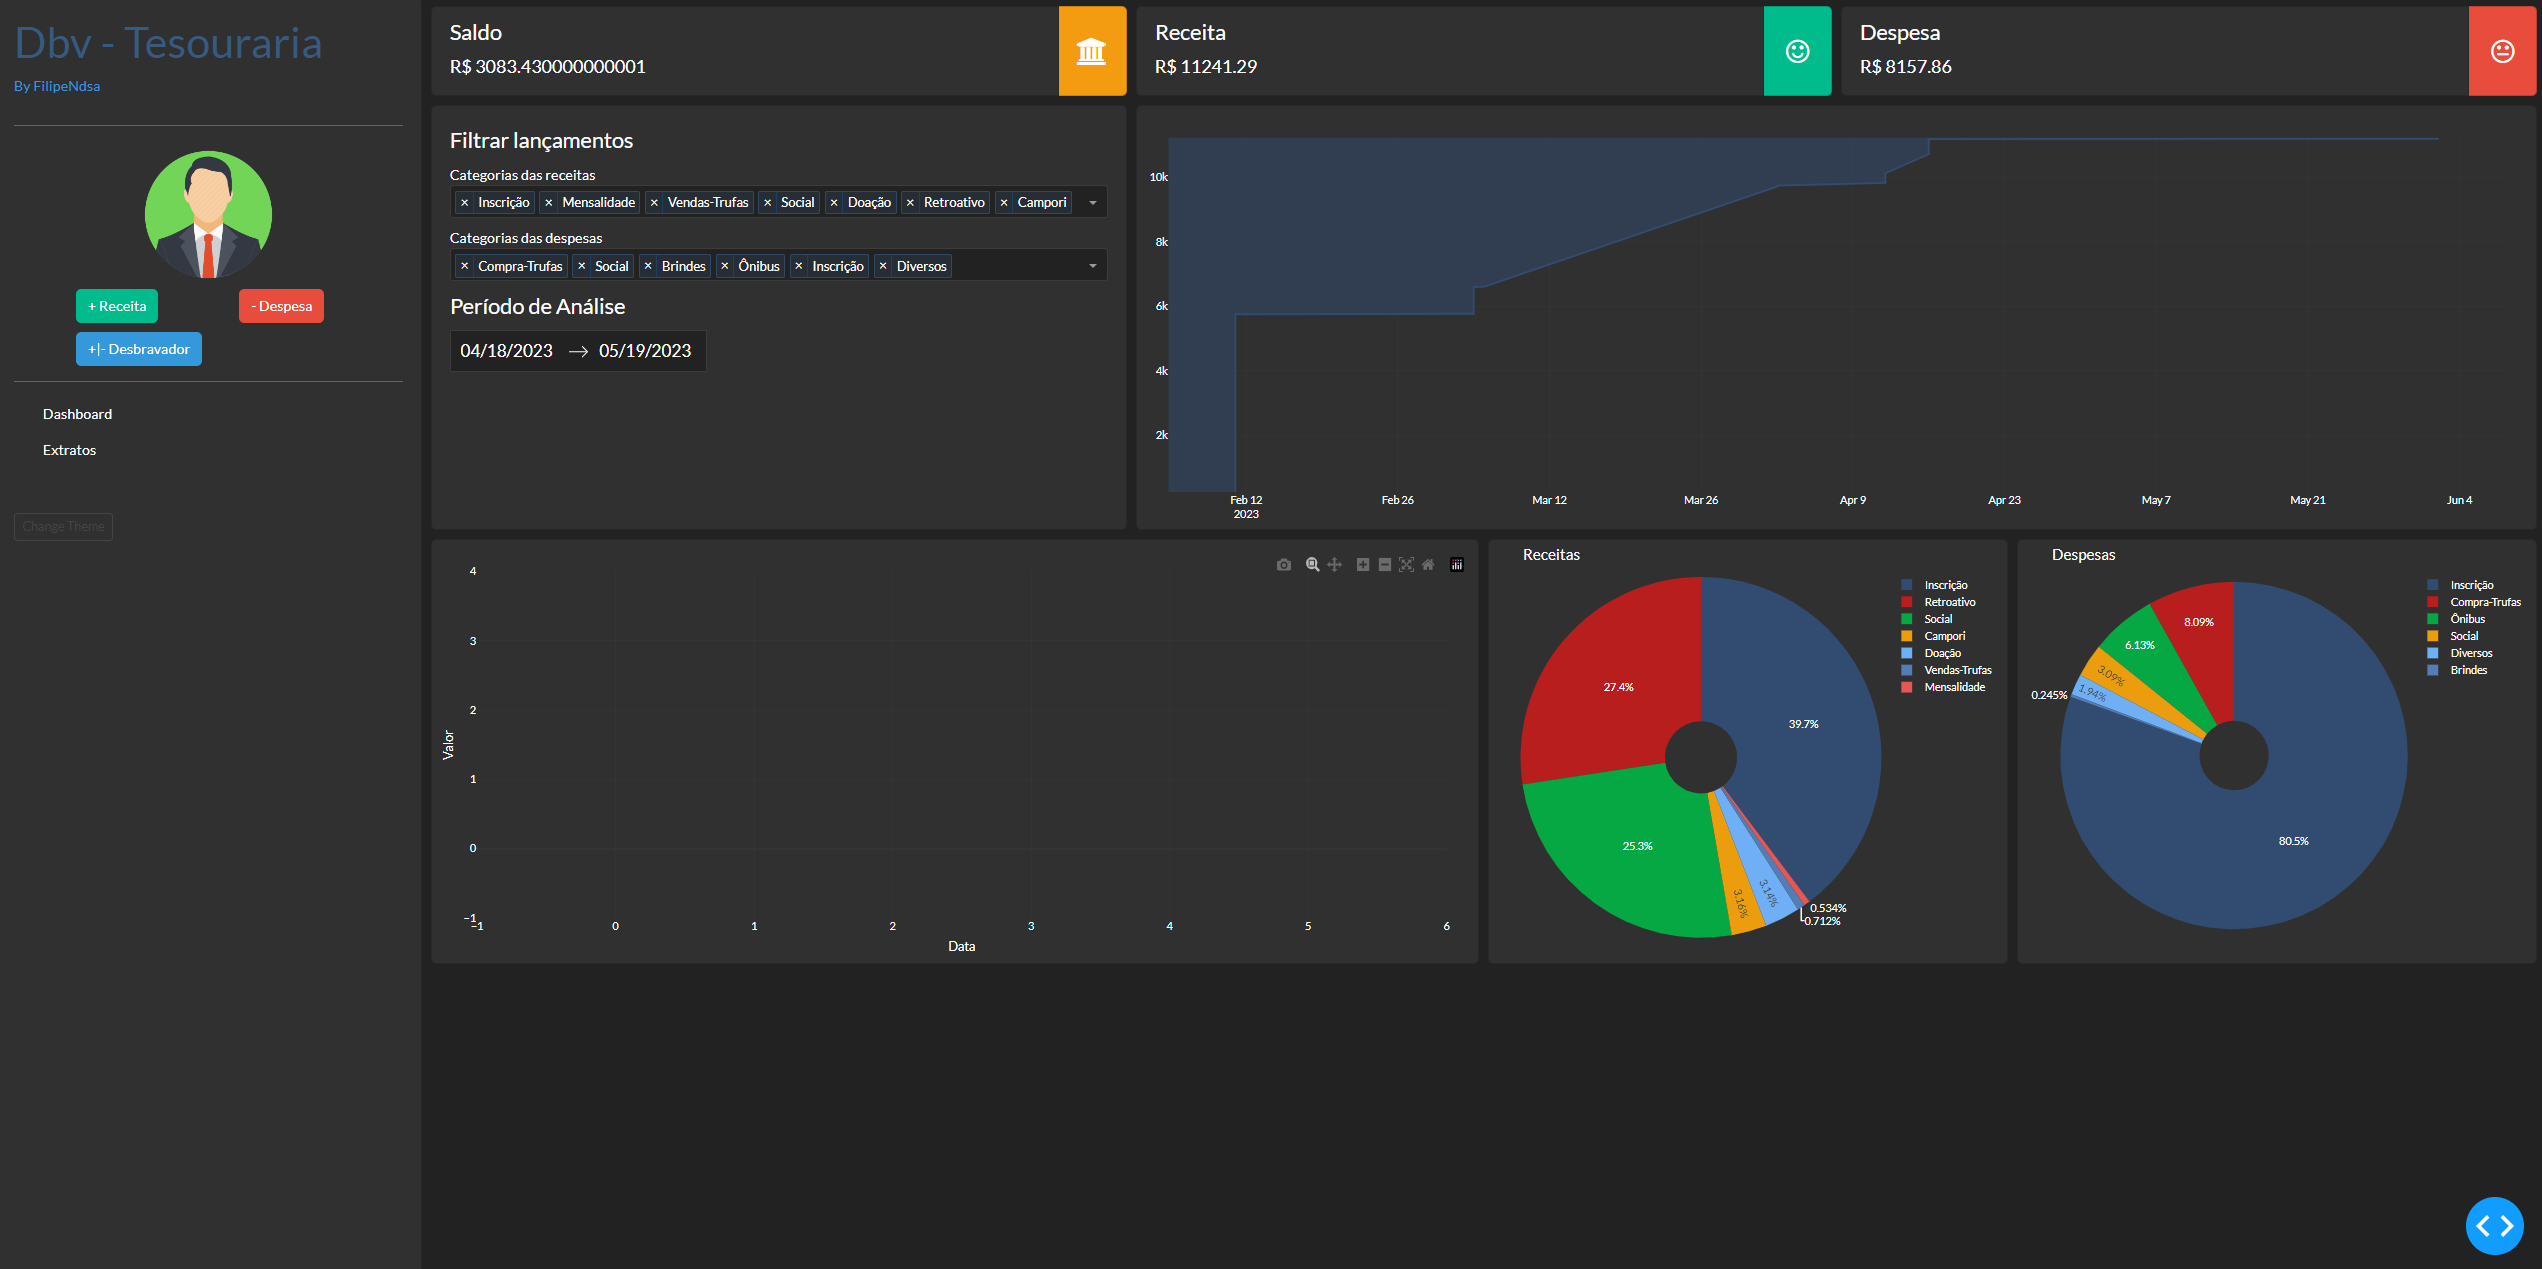 Dbv - Tesouraria
By FilipeNdsa
+ Receita
- Despesa
+|- Desbravador
Dashboard
Extratos
Change Theme
Saldo
R$ 3083.430000000001
Receita
R$ 11241.29
Despesa
R$ 8157.86
Filtrar lançamentos
Categorias das receitas
× Inscrição × Mensalidade × Vendas-Trufas × Social × Doação × Retroativo × Campori
Categorias das despesas
× Compra-Trufas × Social × Brindes × Ônibus × Inscrição × Diversos
Período de Análise
04/18/2023 → 05/19/2023
10k
8k
6k
4k
2k
Feb 12 Feb 26 Mar 12 Mar 26 Apr 9 Apr 23 May 7 May 21 Jun 4
2023
4
3
2
1
0
−1
Valor
−1 0 1 2 3 4 5 6
Data
Receitas
27.4%
39.7%
25.3%
3.16%
3.14%
0.534%
0.712%
Inscrição
Retroativo
Social
Campori
Doação
Vendas-Trufas
Mensalidade
Despesas
8.09%
6.13%
3.09%
1.94%
0.245%
80.5%
Inscrição
Compra-Trufas
Ônibus
Social
Diversos
Brindes